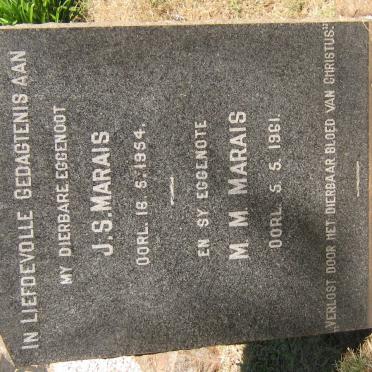 IN LIEFDEVOLLE GEDAGTENIS AAN
MY DIERBARE EGGENOOT
J.S. MARAIS
OORL. 16. 5. 1954.
EN SY EGGENOTE
M M MARAIS
OORL. 5. 5. 1961.
„VERLOST DOOR HET DIERBAAR BLOED VAN CHRISTUS"